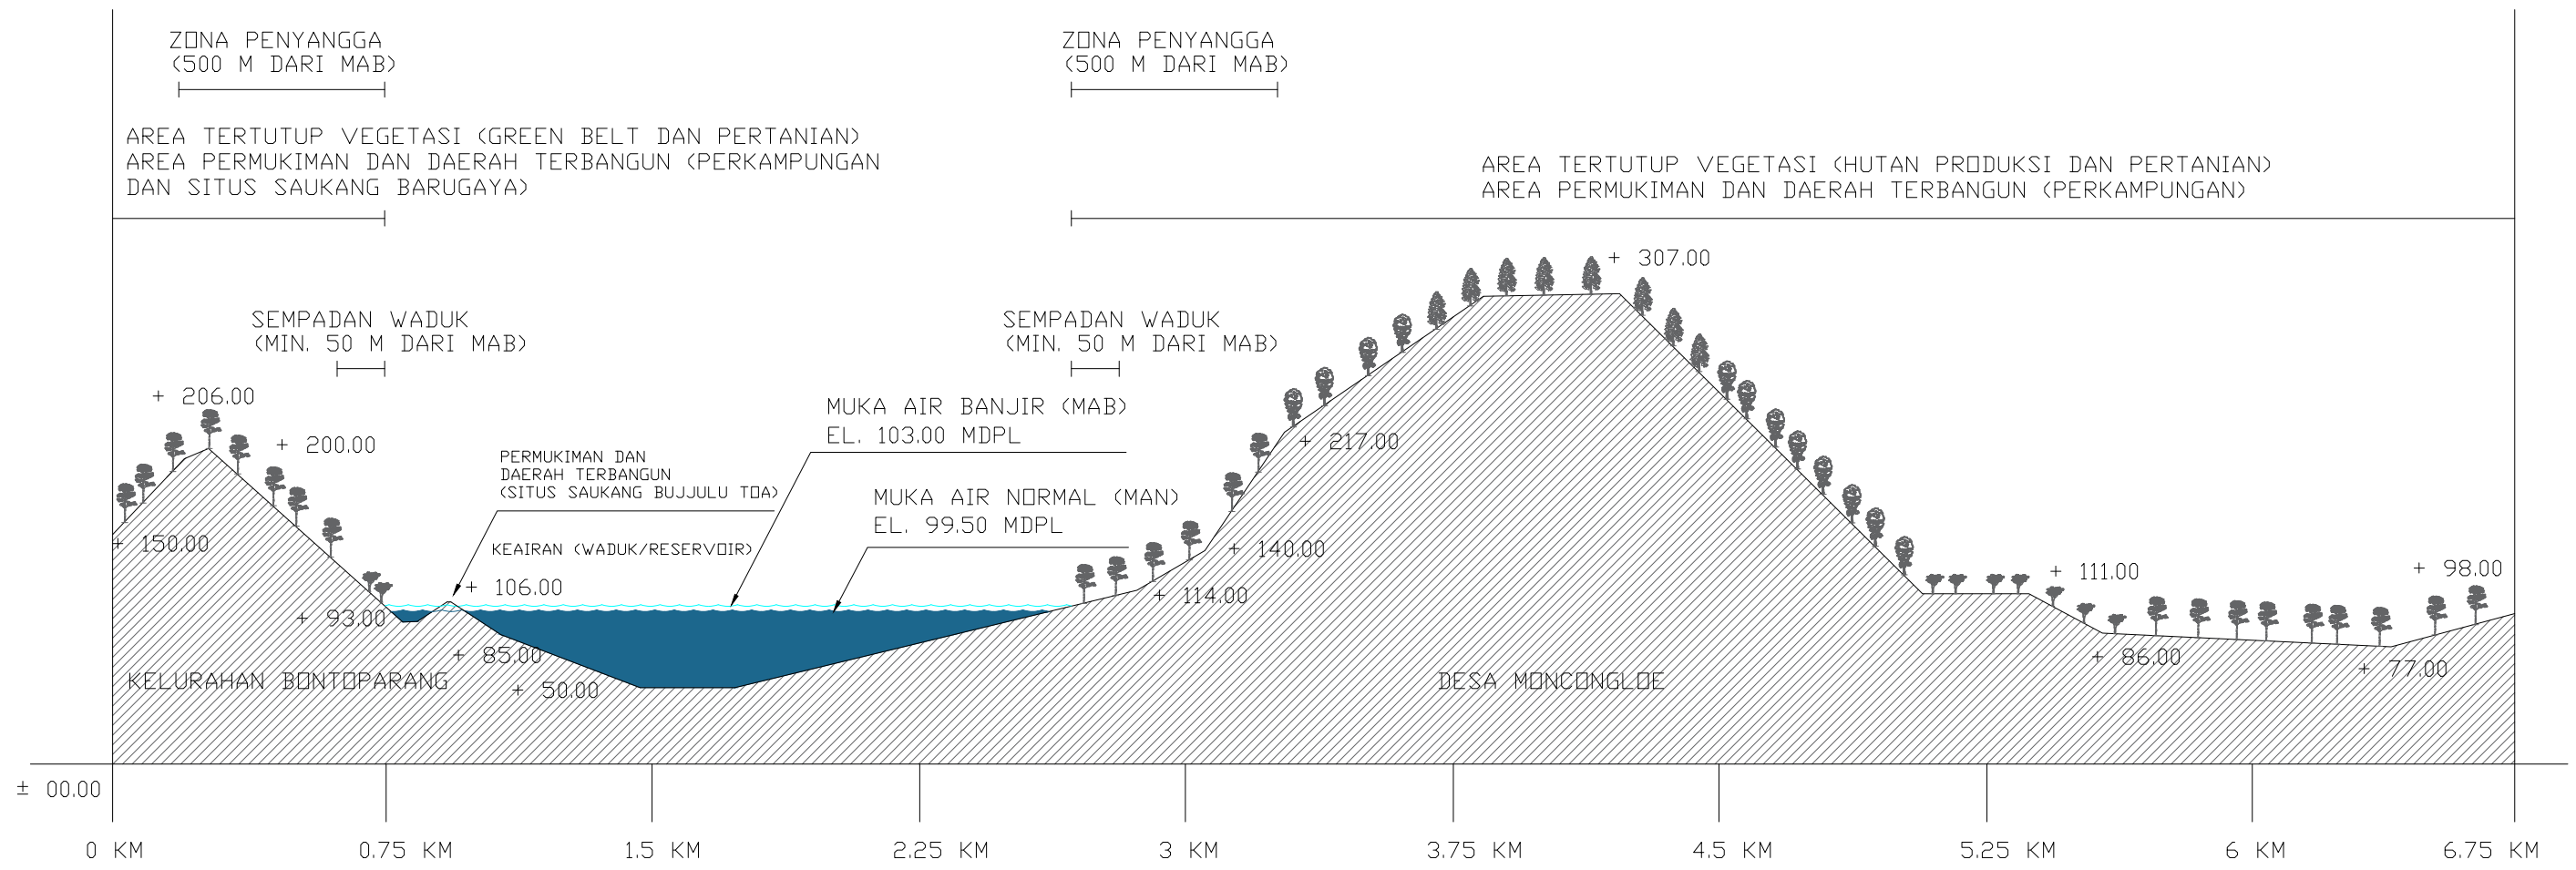 ZONA PENYANGGA
(500 M DARI MAB)
ZONA PENYANGGA
(500 M DARI MAB)
AREA TERTUTUP VEGETASI (GREEN BELT DAN PERTANIAN)
AREA PERMUKIMAN DAN DAERAH TERBANGUN (PERKAMPUNGAN
DAN SITUS SAUKANG BARUGAYA)
AREA TERTUTUP VEGETASI (HUTAN PRODUKSI DAN PERTANIAN)
AREA PERMUKIMAN DAN DAERAH TERBANGUN (PERKAMPUNGAN)
+ 307.00
SEMPADAN WADUK
(MIN. 50 M DARI MAB)
SEMPADAN WADUK
(MIN. 50 M DARI MAB)
+ 206.00
+ 200.00
MUKA AIR BANJIR (MAB)
EL. 103.00 MDPL
+ 217.00
PERMUKIMAN DAN
DAERAH TERBANGUN
(SITUS SAUKANG BUJJULU TOA)
MUKA AIR NORMAL (MAN)
EL. 99.50 MDPL
+ 150.00
KEAIRAN (WADUK/RESERVOIR)
+ 140.00
+ 106.00
+ 114.00
+ 111.00
+ 98.00
+ 93.00
+ 85.00
+ 50.00
+ 86.00
+ 77.00
KELURAHAN BONTOPARANG
DESA MONCONGLOE
± 00.00
0 KM
0.75 KM
1.5 KM
2.25 KM
3 KM
3.75 KM
4.5 KM
5.25 KM
6 KM
6.75 KM